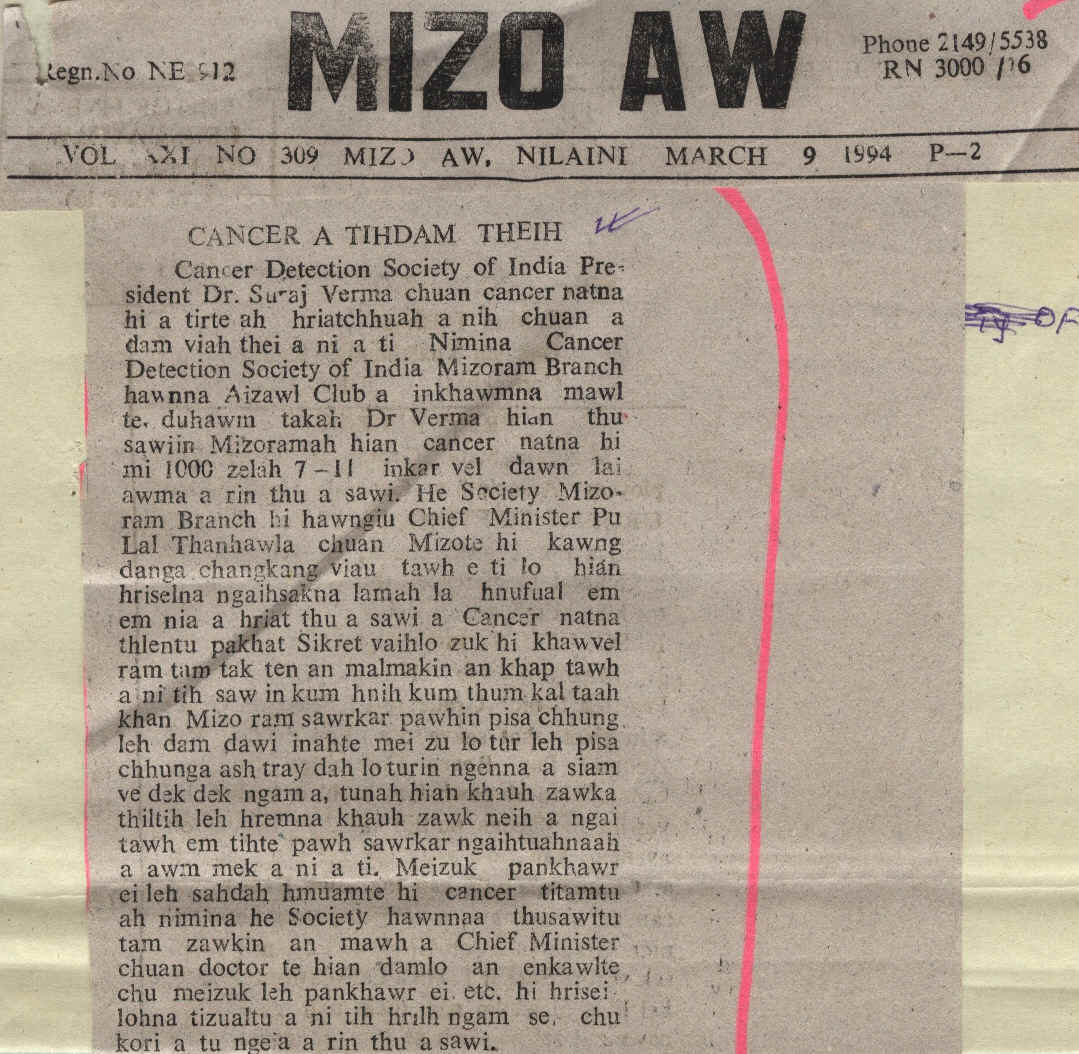 MIZO AW
Regn.No NE 912
Phone 2149/5538
RN 3000 /76
VOL XXI NO 309 MIZO AW, NILAINI MARCH 9 1994 P—2
CANCER A TIHDAM THEIH
Cancer Detection Society of India Pre-
sident Dr. Suraj Verma chuan cancer natna
hi a tirte ah hriatchhuah a nih chuan a
dam viah thei a ni a ti Nimina Cancer
Detection Society of India Mizoram Branch
hawnna Aizawl Club a inkhawmna mawl
te, duhawm takah Dr Verma hian thu
sawiin Mizoramah hian cancer natna hi
mi 1000 zelah 7–11 inkar vel dawn lai
awma a rin thu a sawi. He Society Mizo-
ram Branch hi hawngiu Chief Minister Pu
Lal Thanhawla chuan Mizote hi kawng
danga changkang viau tawh e ti lo hian
hriselna ngaihsakna lamah la hnufual em
em nia a hriat thu a sawi a Cancer natna
thlentu pakhat Sikret vaihlo zuk hi khawvel
ram tam tak ten an malmakin an khap tawh
a ni tih saw in kum hnih kum thum kal taah
khan Mizo ram sawrkar pawhin pisa chhung
leh dam dawi inahte mei zu lo tur leh pisa
chhunga ash tray dah lo turin ngenna a siam
ve dek dek ngam a, tunah hian khauh zawka
thiltih leh hremna khauh zawk neih a ngai
tawh em tihte pawh sawrkar ngaihtuahnaah
a awm mek a ni a ti. Meizuk pankhawr
ei leh sahdah hmuamte hi cancer titamtu
ah nimina he Society hawnnaa thusawitu
tam zawkin an mawh a Chief Minister
chuan doctor te hian damlo an enkawlte
chu meizuk leh pankhawr ei. etc. hi hrisei
lohna tizualtu a ni tih hrilh ngam se, chu
kori a tu ngeia a rin thu a sawi.
OF